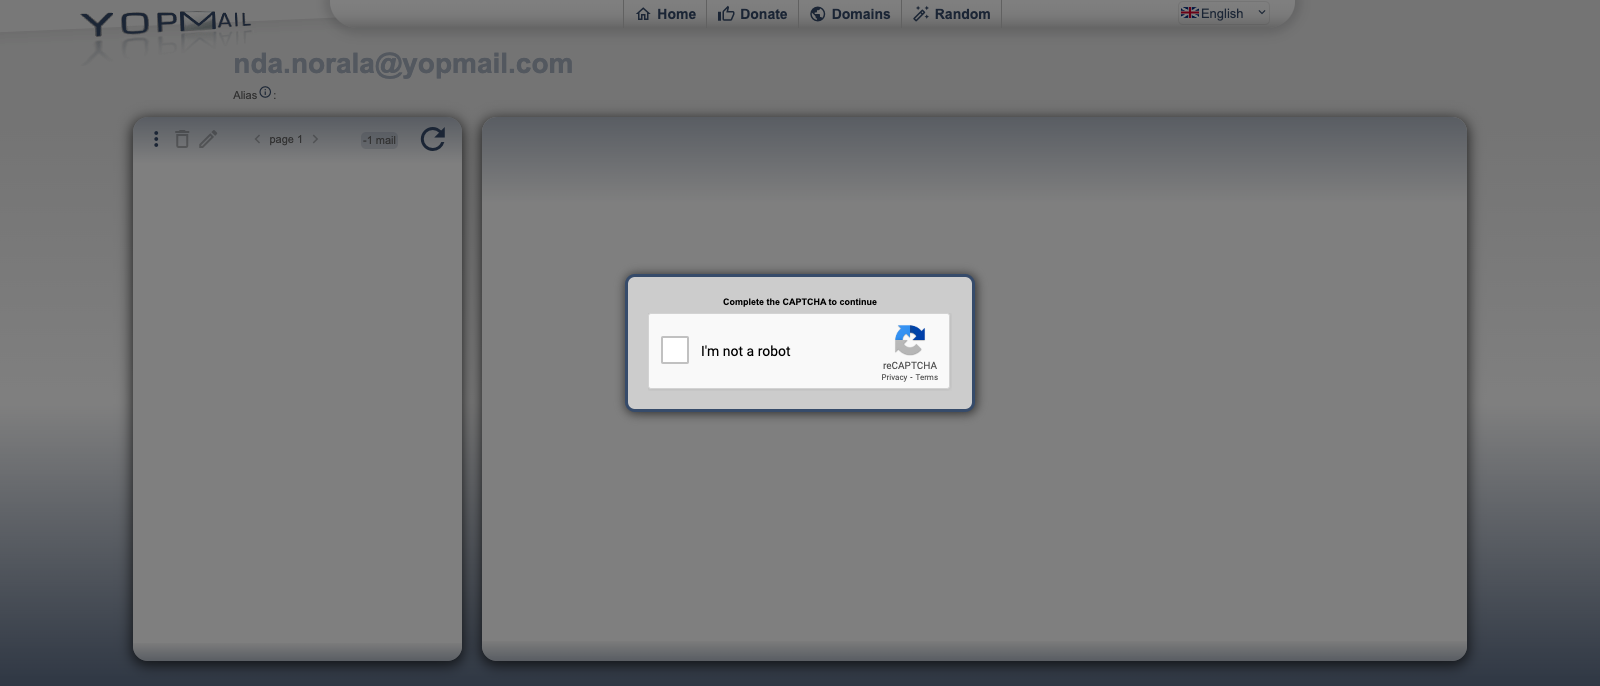 YOPMAIL
Home
Donate
Domains
Random
English
nda.norala@yopmail.com
Alias :
page 1
-1 mail
Complete the CAPTCHA to continue
I'm not a robot
reCAPTCHA
Privacy - Terms